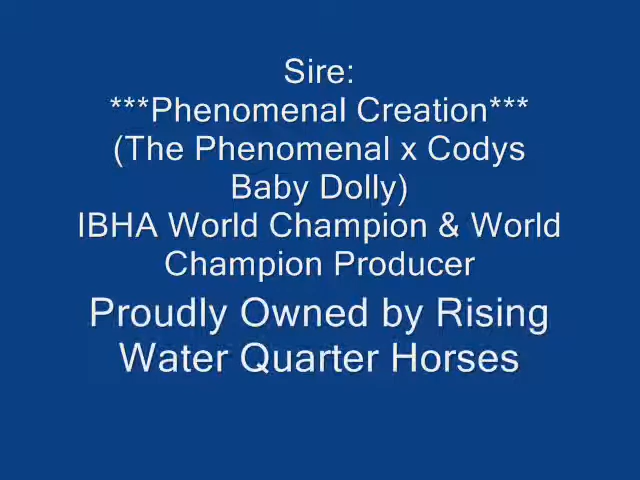 Sire:
***Phenomenal Creation***
(The Phenomenal x Codys
Baby Dolly)
IBHA World Champion & World
Champion Producer
Proudly Owned by Rising
Water Quarter Horses